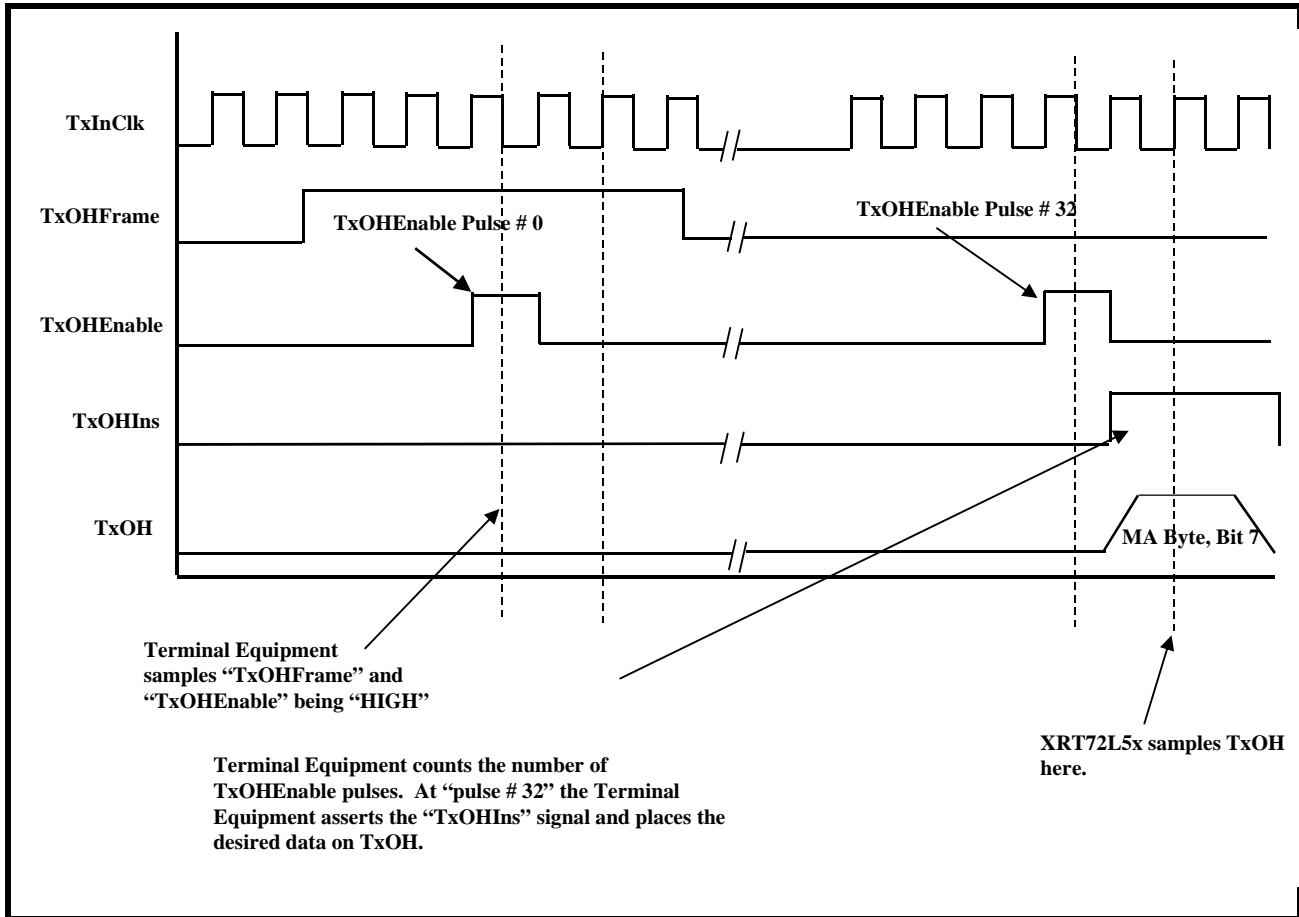 TxInClk
TxOHFrame
TxOHEnable Pulse # 0
TxOHEnable Pulse # 32
TxOHEnable
TxOHIns
TxOH
MA Byte, Bit 7
Terminal Equipment
samples “TxOHFrame” and
“TxOHEnable” being “HIGH”
XRT72L5x samples TxOH
here.
Terminal Equipment counts the number of
TxOHEnable pulses. At “pulse # 32” the Terminal
Equipment asserts the “TxOHIns” signal and places the
desired data on TxOH.